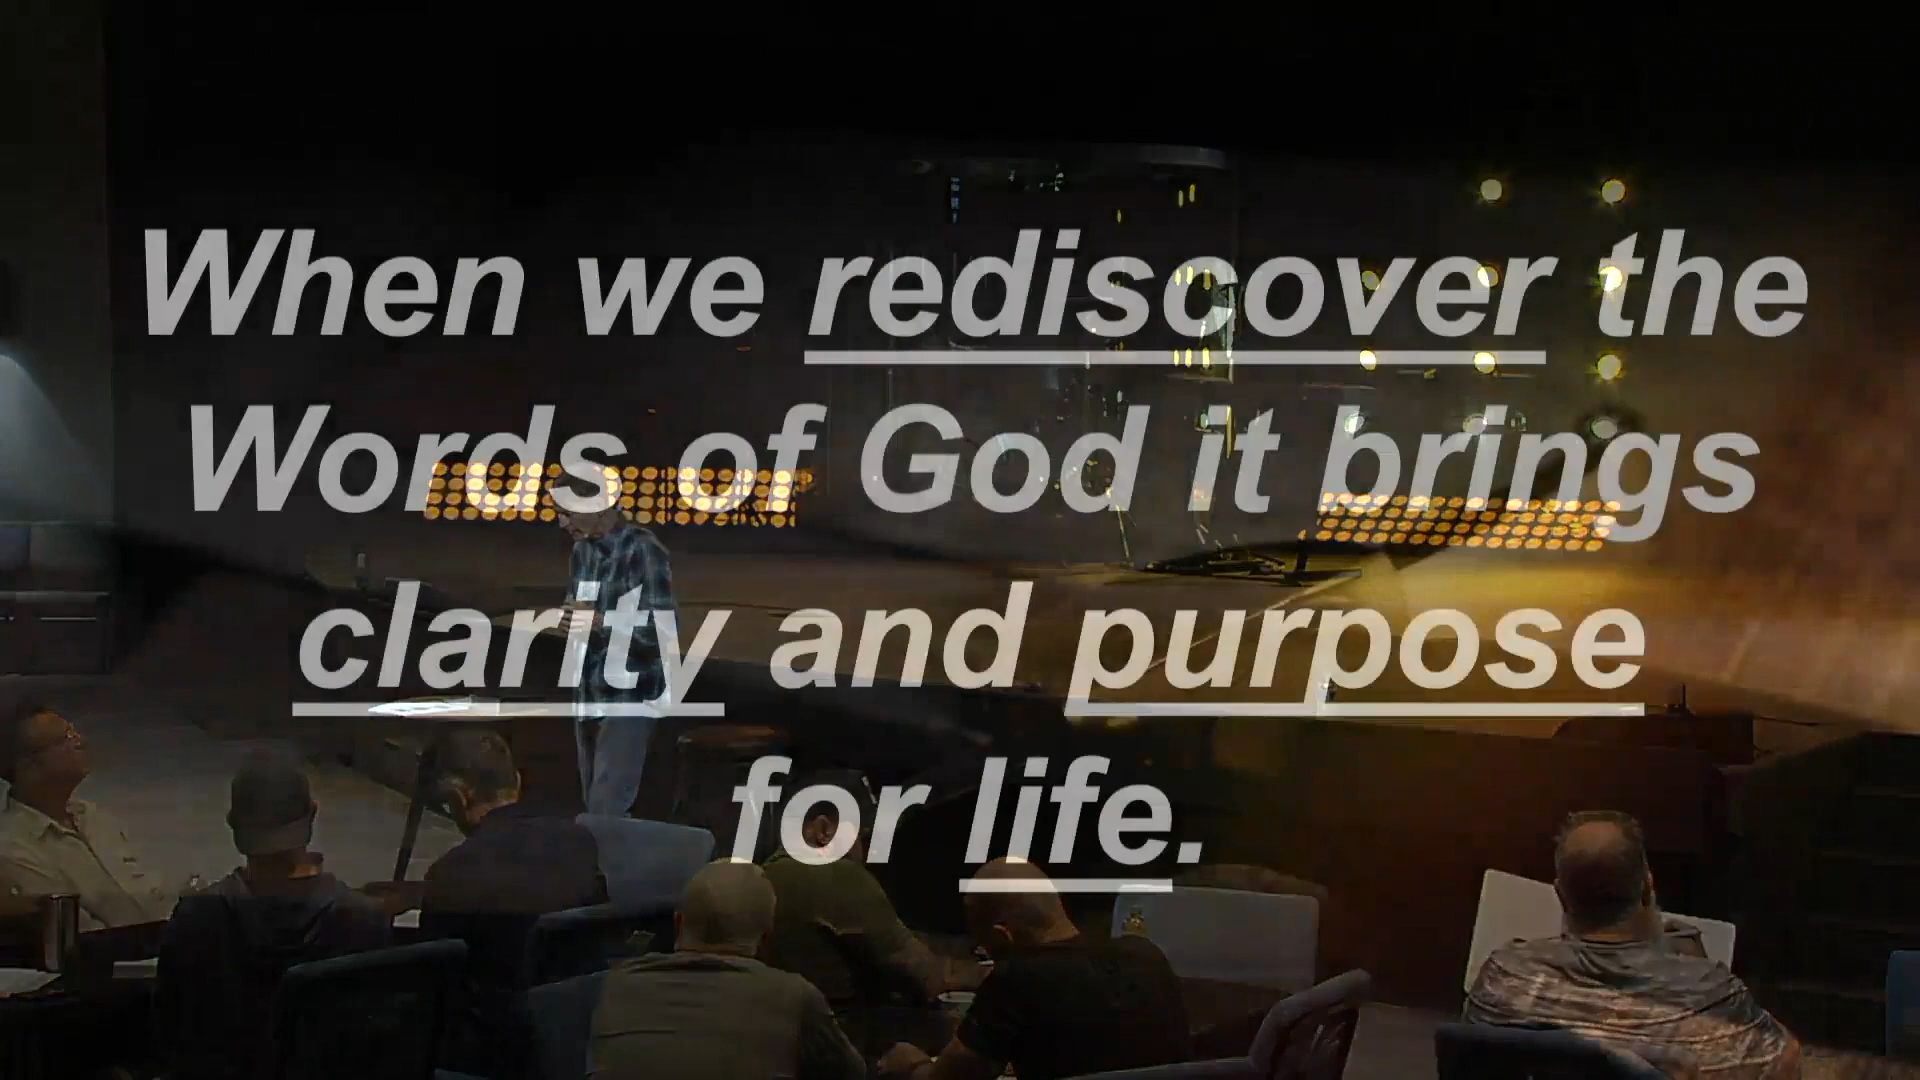 When we rediscover the
Words of God it brings
clarity and purpose
for life.